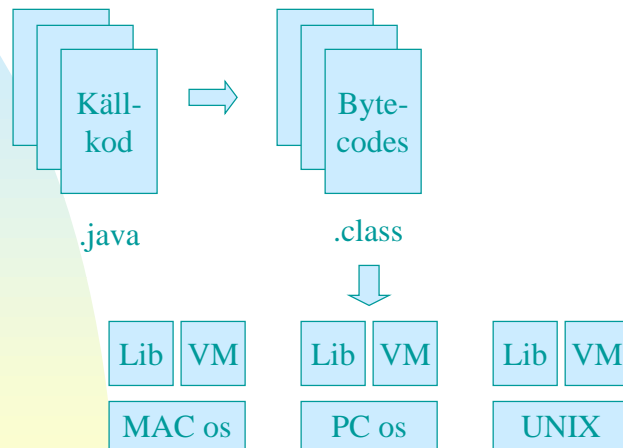 Käll-
kod
Byte-
codes
.java
.class
Lib VM Lib VM Lib VM
MAC os PC os UNIX